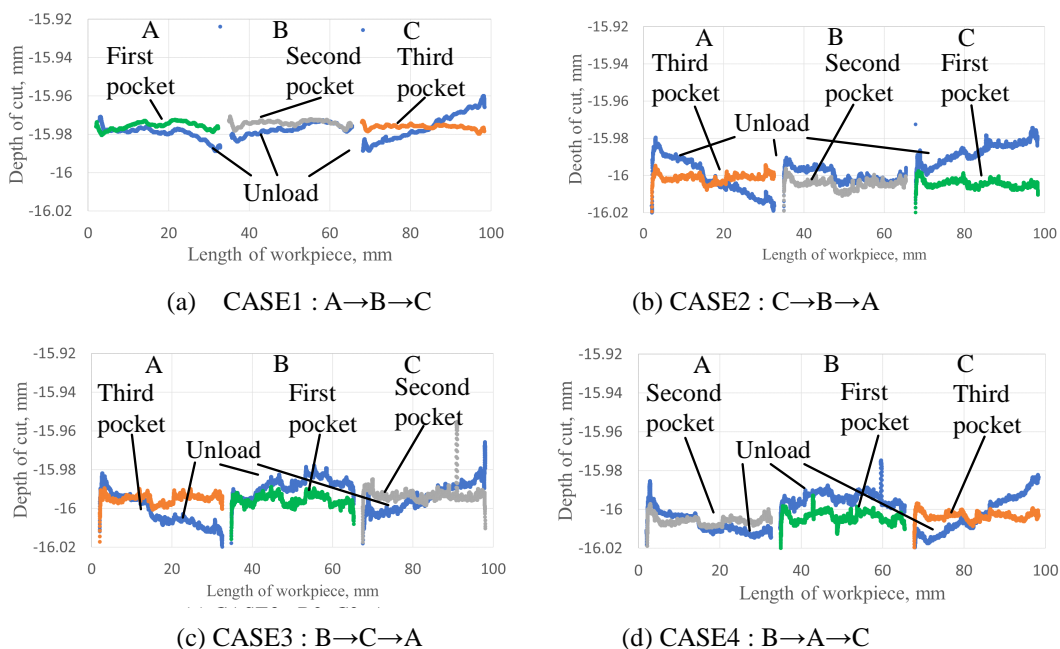 -15.92
-15.94
-15.96
-15.98
-16
-16.02
Depth of cut, mm
A
B
C
First
pocket
Second
pocket
Third
pocket
Unload
0
20
40
60
80
100
Length of workpiece, mm
(a) CASE1 : A→B→C
-15.92
-15.94
-15.96
-15.98
-16
-16.02
Deoth of cut, mm
A
B
C
Third
pocket
Second
pocket
First
pocket
Unload
0
20
40
60
80
100
Length of workpiece, mm
(b) CASE2 : C→B→A
-15.92
-15.94
-15.96
-15.98
-16
-16.02
Depth of cut, mm
A
B
C
Third
pocket
First
pocket
Second
pocket
Unload
0
20
40
60
80
100
Length of workpiece, mm
(c) CASE3 : B→C→A
-15.92
-15.94
-15.96
-15.98
-16
-16.02
Depth of cut, mm
A
B
C
Second
pocket
First
pocket
Third
pocket
Unload
0
20
40
60
80
100
Length of workpiece, mm
(d) CASE4 : B→A→C